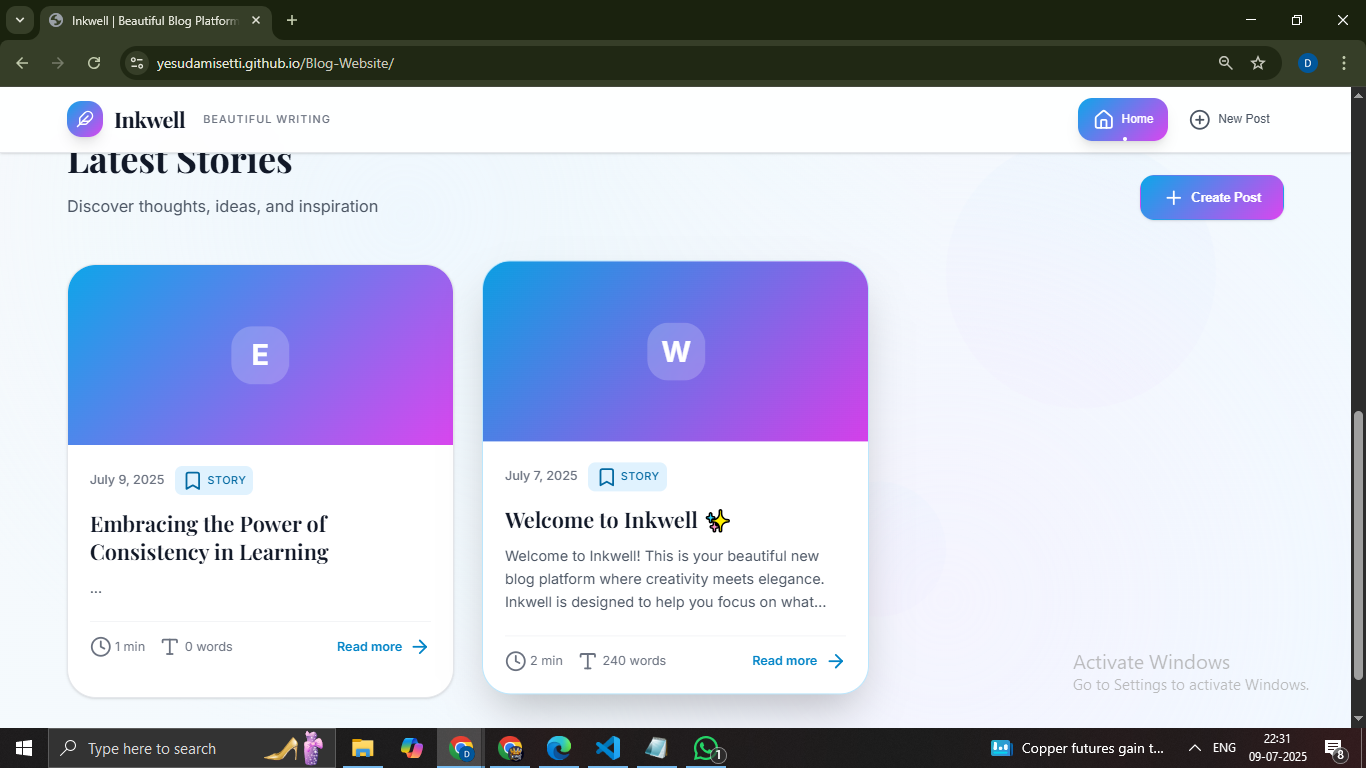 Inkwell | Beautiful Blog Platform
yesudamisetti.github.io/Blog-Website/
D
Inkwell
BEAUTIFUL WRITING
Home
New Post
Latest Stories
Discover thoughts, ideas, and inspiration
Create Post
E
July 9, 2025
STORY
Embracing the Power of
Consistency in Learning
...
1 min
0 words
Read more
W
July 7, 2025
STORY
Welcome to Inkwell ✨
Welcome to Inkwell! This is your beautiful new
blog platform where creativity meets elegance.
Inkwell is designed to help you focus on what...
2 min
240 words
Read more
Activate Windows
Go to Settings to activate Windows.
Type here to search
D
1
Copper futures gain t...
ENG
22:31
09-07-2025
8